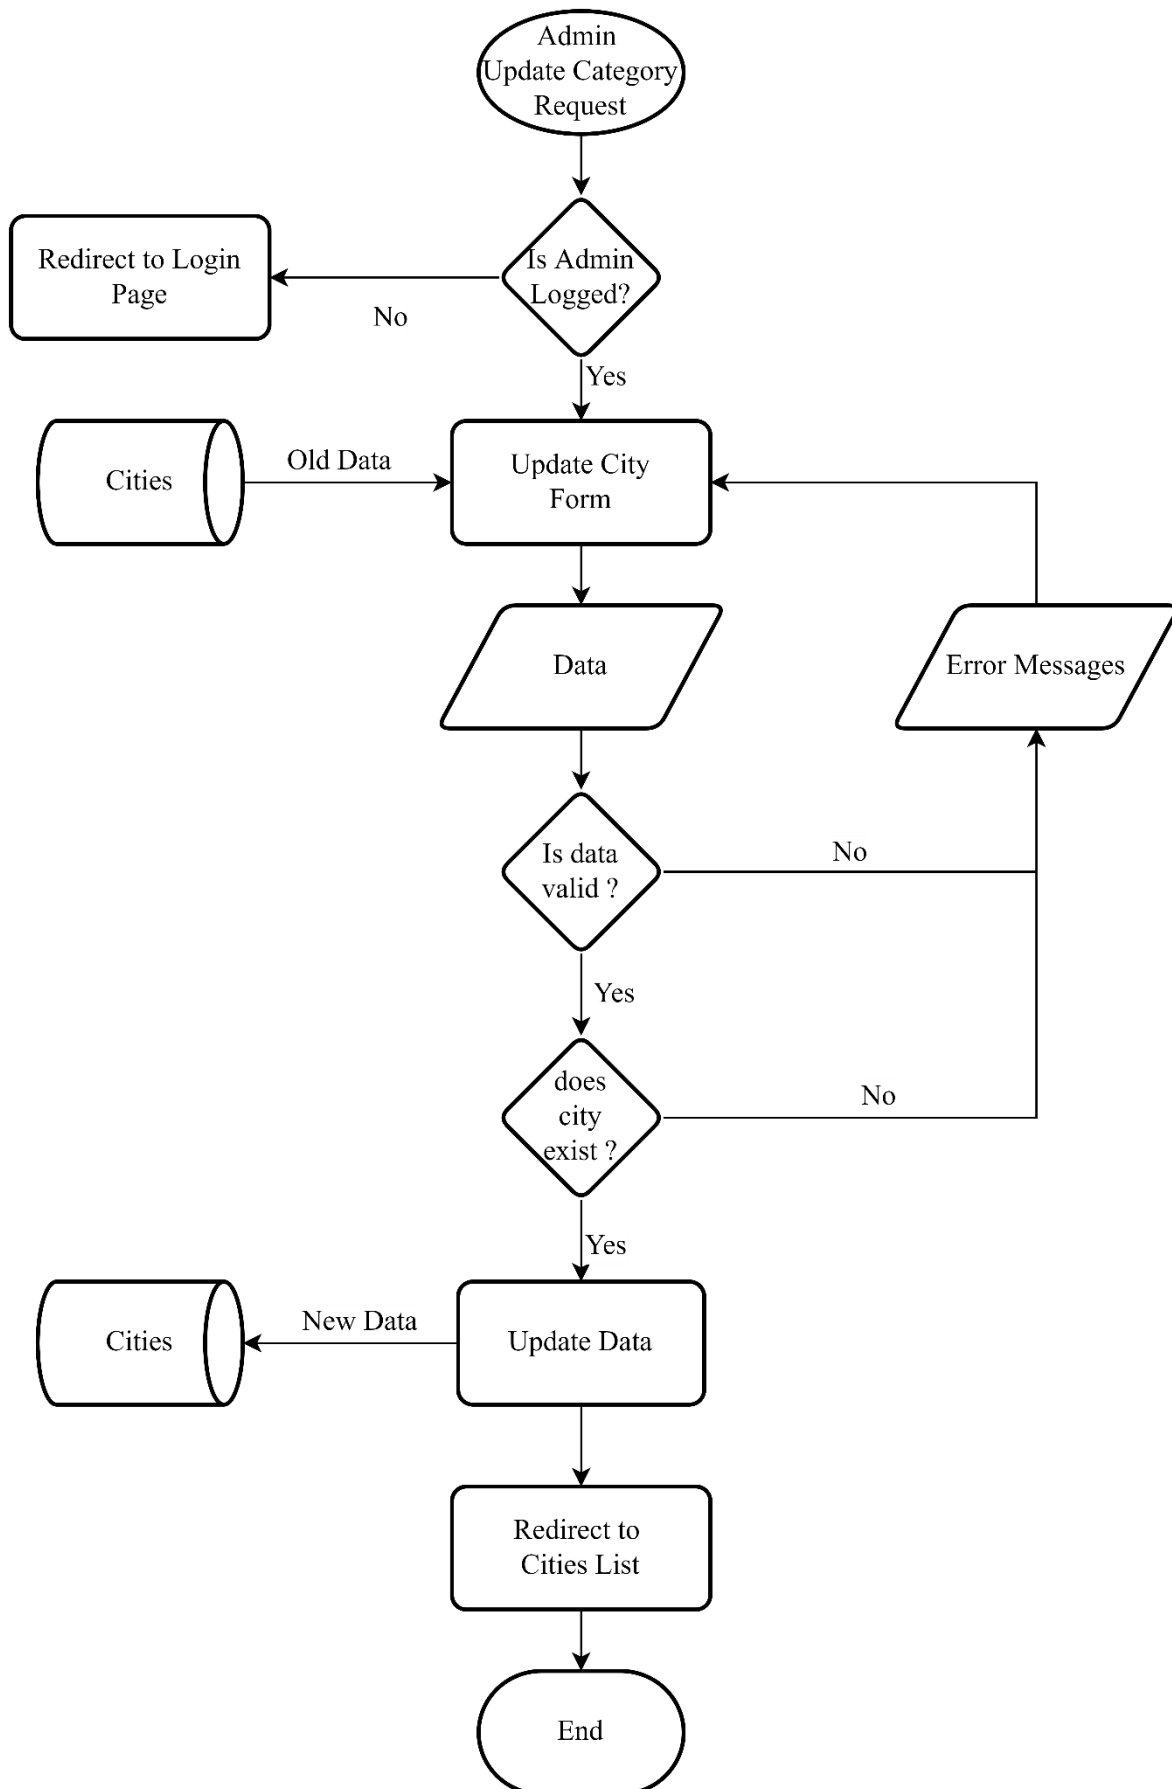 Admin
Update Category
Request
Is Admin
Logged?
Redirect to Login
Page
No
Yes
Cities
Old Data
Update City
Form
Data
Error Messages
Is data
valid ?
No
Yes
does
city
exist ?
No
Yes
Cities
New Data
Update Data
Redirect to
Cities List
End